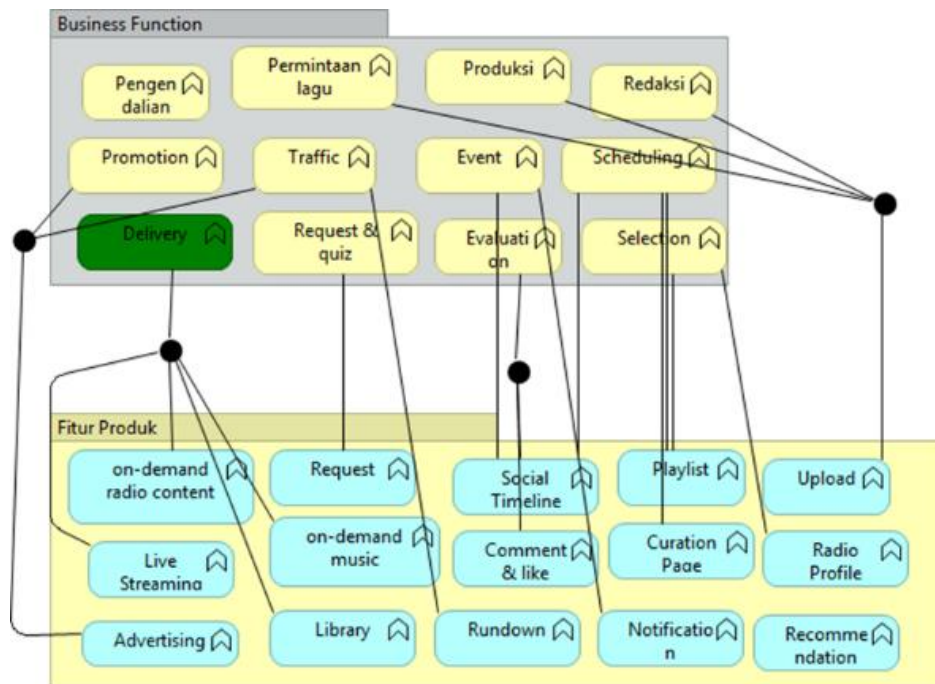 Business Function
Pengen
dalian
Permintaan
lagu
Produksi
Redaksi
Promotion
Traffic
Event
Scheduling
Delivery
Request &
quiz
Evaluati
on
Selection
Fitur Produk
on-demand
radio content
Request
Social
Timeline
Playlist
Upload
Live
Streaming
on-demand
music
Comment
& like
Curation
Page
Radio
Profile
Advertising
Library
Rundown
Notificatio
n
Recomme
ndation